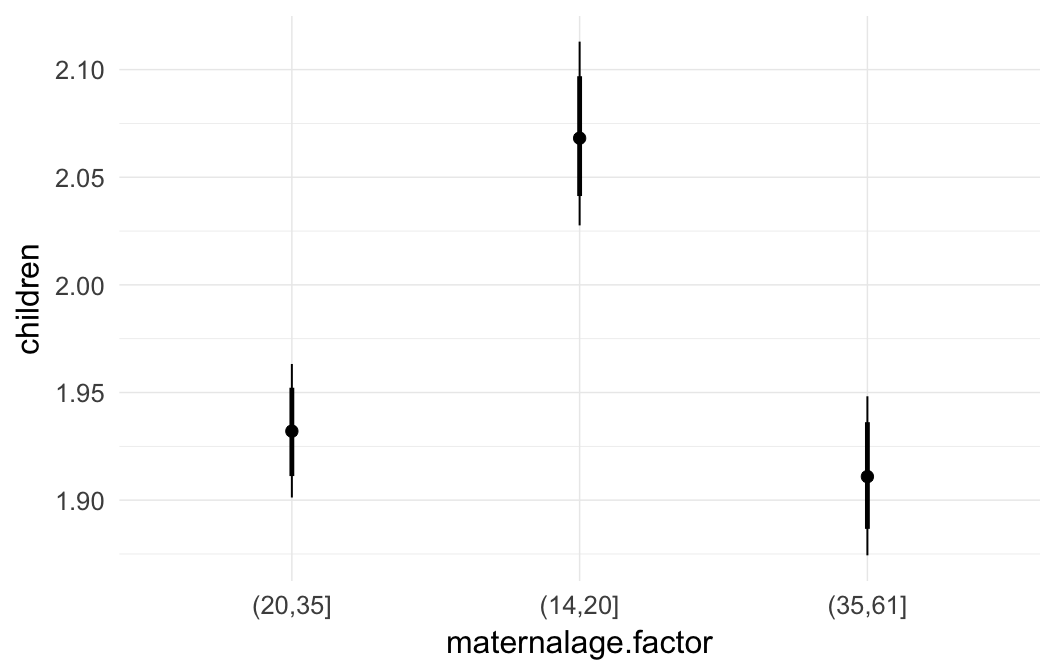 children
2.10
2.05
2.00
1.95
1.90
(20,35] (14,20] (35,61]
maternalage.factor